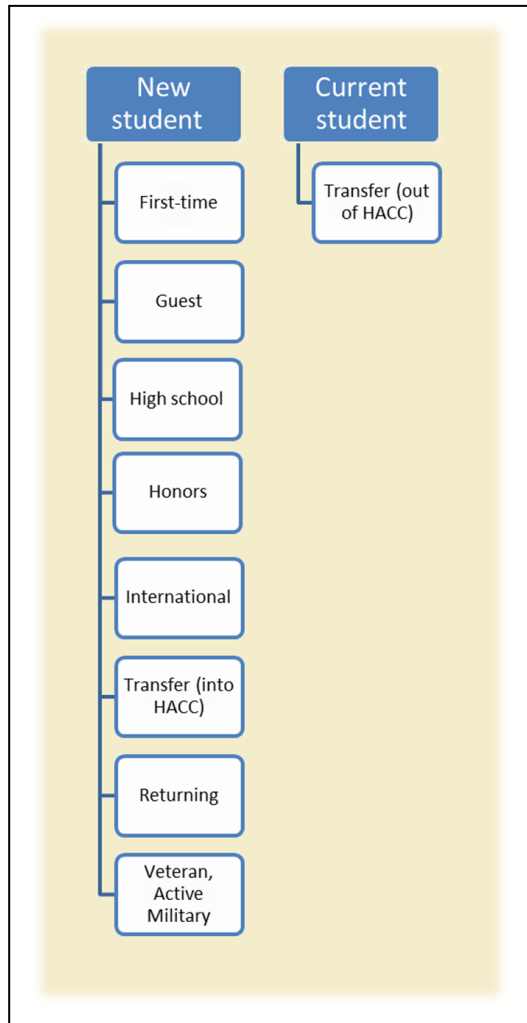 New
student
First-time
Guest
High school
Honors
International
Transfer (into
HACC)
Returning
Veteran,
Active
Military
Current
student
Transfer (out
of HACC)